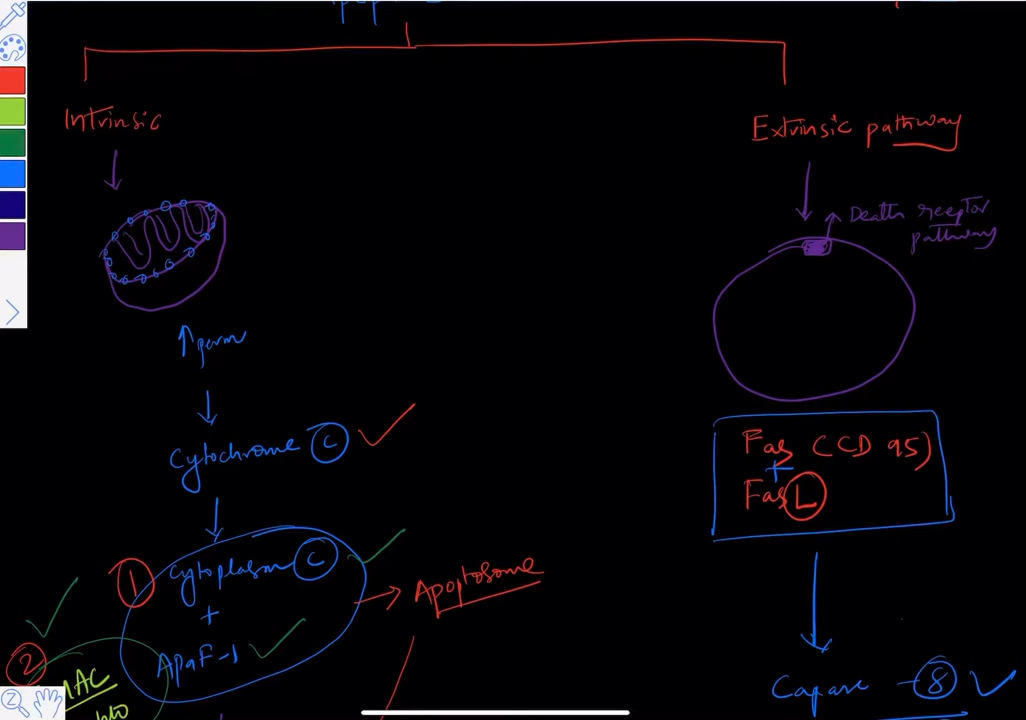 Intrinsic
Extrinsic pathway
Death receptor
pathway
↑ perm
Cytochrome C
Fas (CD 95)
+
Fas L
1 Cytoplasm C
+
Apaf-1
Apoptosome
2
Caspase - 8